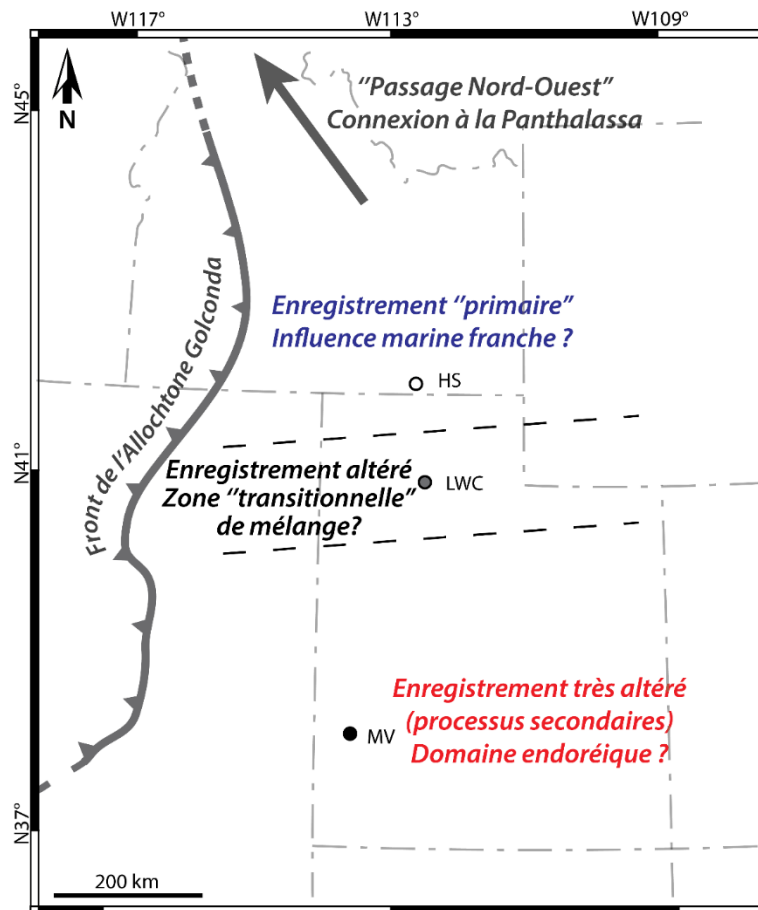 W117°
W113°
W109°
N45°
N
"Passage Nord-Ouest"
Connexion à la Panthalassa
Front de l'Allochtone Golconda
Enregistrement "primaire"
Influence marine franche ?
HS
N41°
Enregistrement altéré
Zone "transitionnelle"
de mélange?
LWC
Enregistrement très altéré
(processus secondaires)
Domaine endoréique ?
MV
N37°
200 km